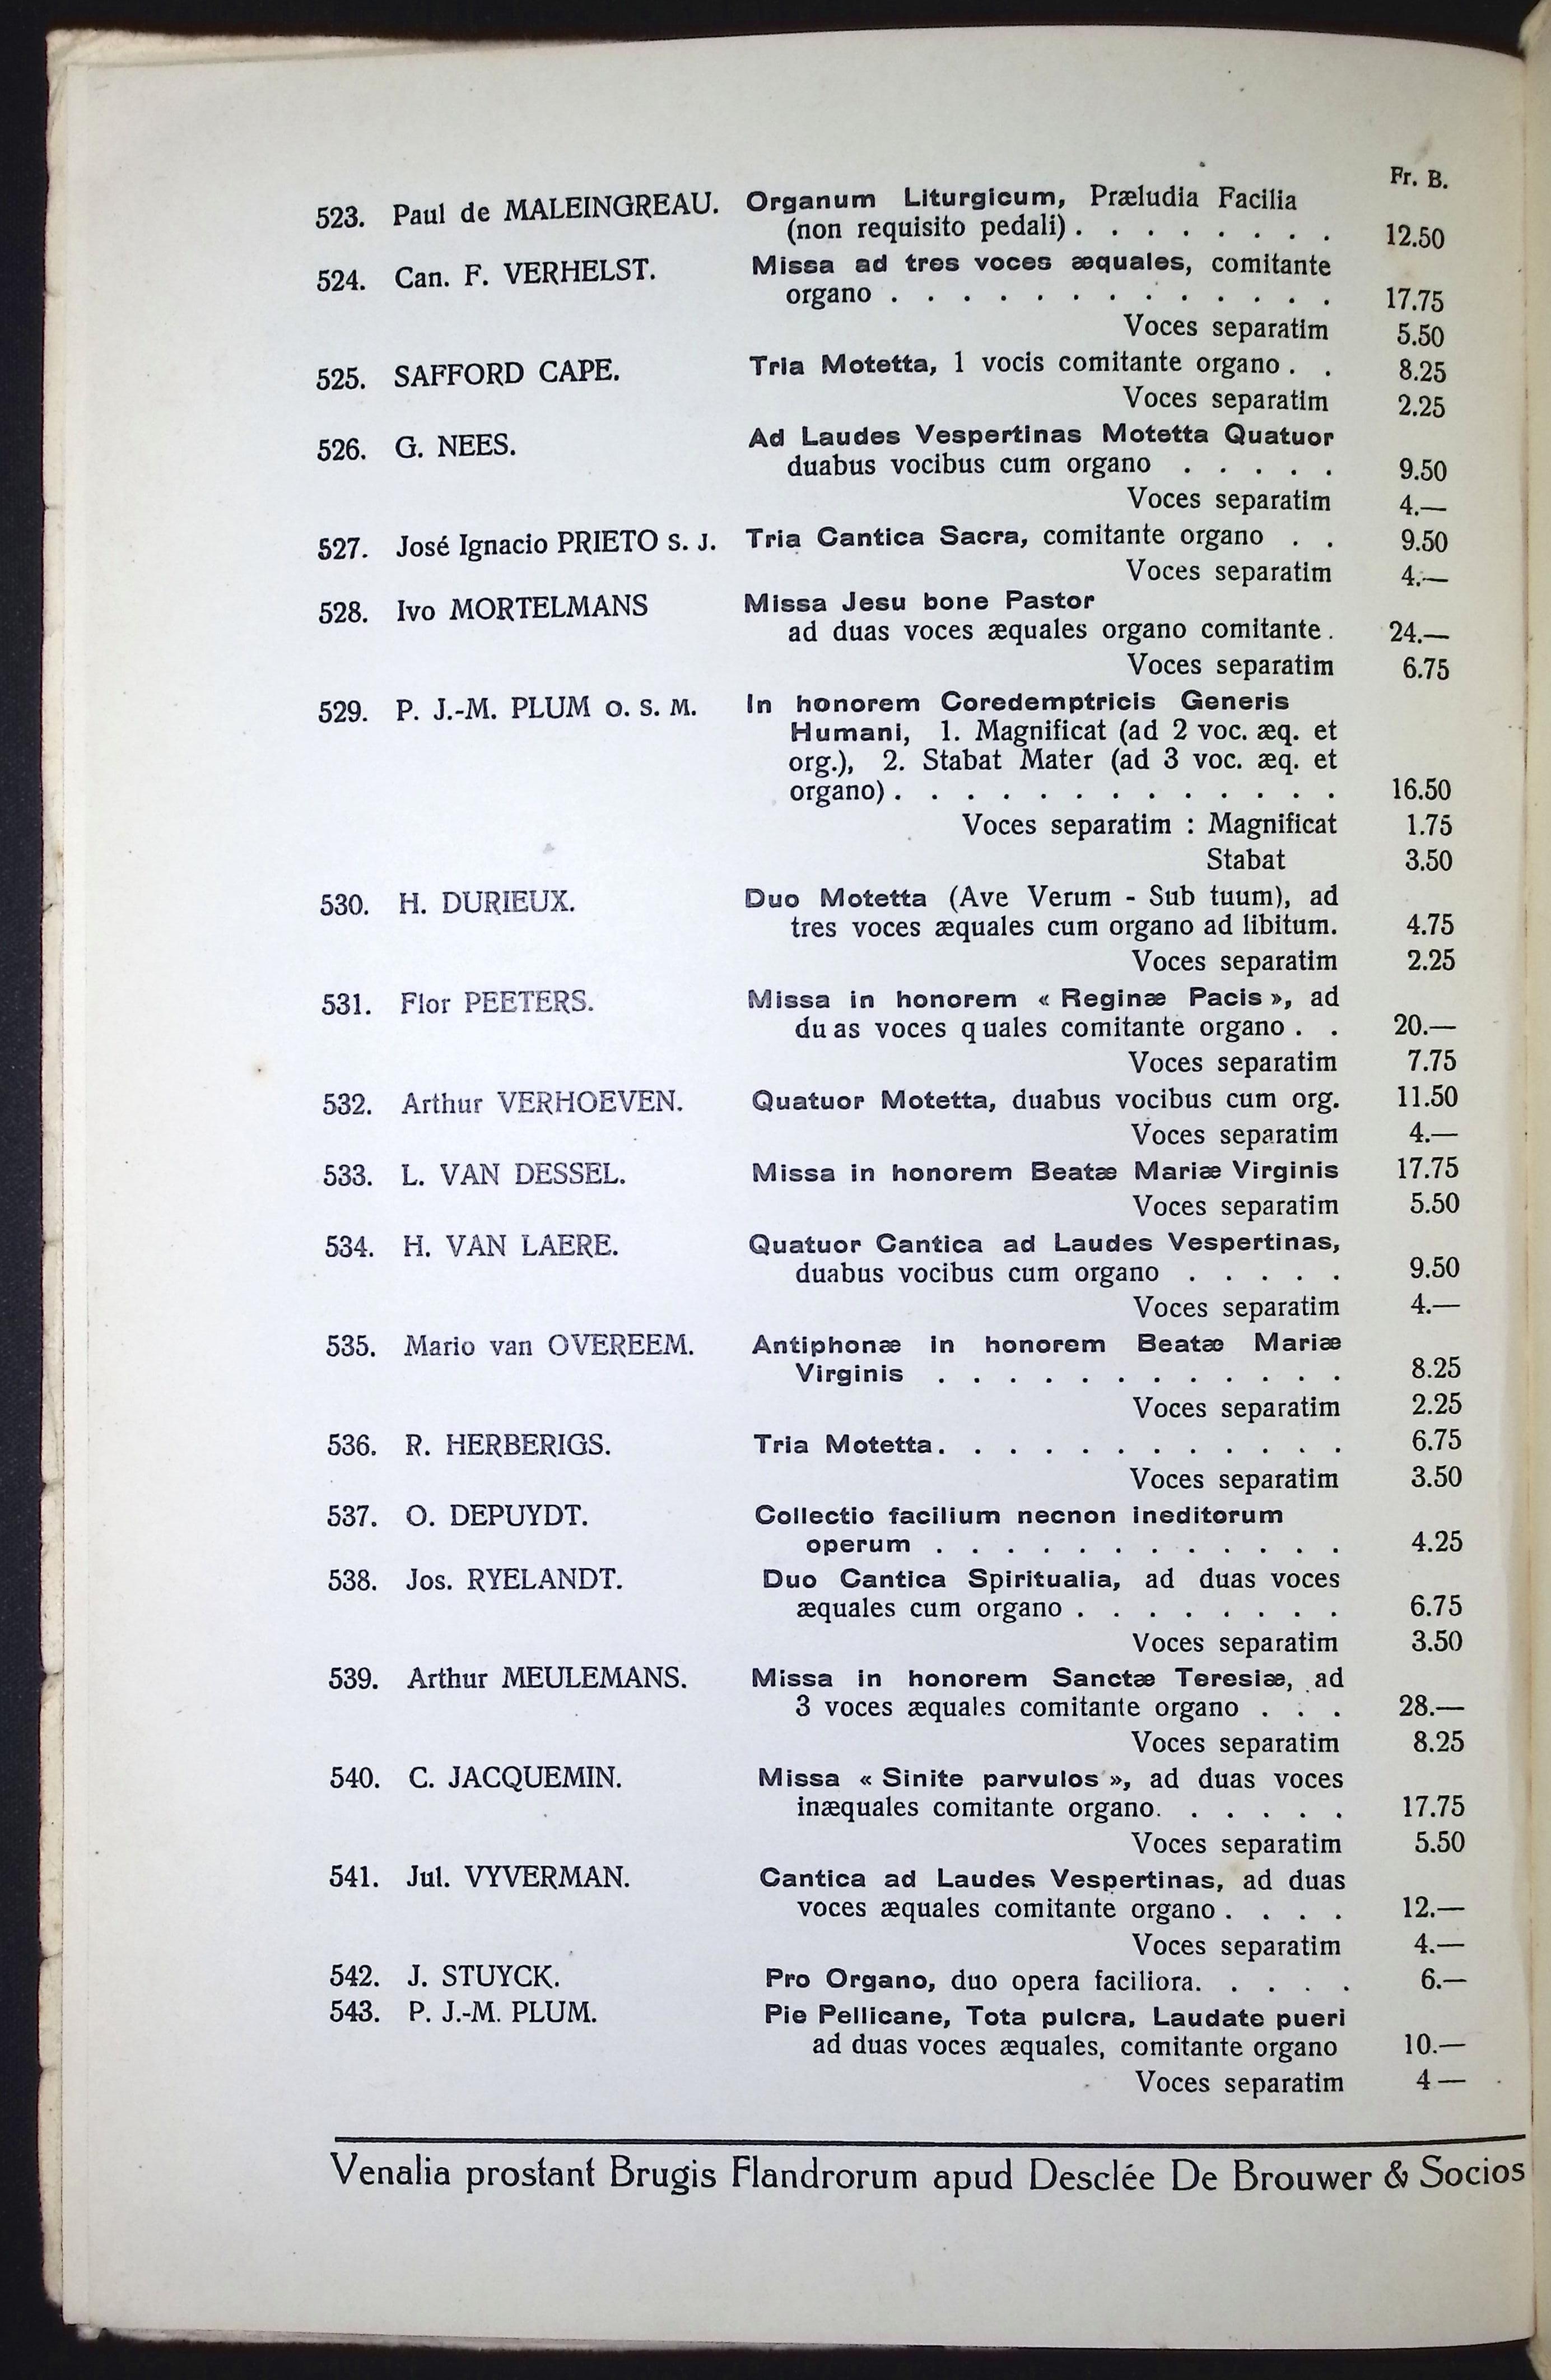 Fr. B.
523. Paul de MALEINGREAU. Organum Liturgicum, Præludia Facilia
(non requisito pedali) . . . . . . . . 12.50
524. Can. F. VERHELST. Missa ad tres voces æquales, comitante
organo . . . . . . . . . . . . . 17.75
Voces separatim 5.50
525. SAFFORD CAPE. Tria Motetta, 1 vocis comitante organo . . 8.25
Voces separatim 2.25
526. G. NEES. Ad Laudes Vespertinas Motetta Quatuor
duabus vocibus cum organo . . . . . 9.50
Voces separatim 4.—
527. José Ignacio PRIETO S. J. Tria Cantica Sacra, comitante organo . . 9.50
Voces separatim 4.—
528. Ivo MORTELMANS Missa Jesu bone Pastor
ad duas voces æquales organo comitante . 24.—
Voces separatim 6.75
529. P. J.-M. PLUM O. S. M. In honorem Coredemptricis Generis
Humani, 1. Magnificat (ad 2 voc. æq. et
org.), 2. Stabat Mater (ad 3 voc. æq. et
organo) . . . . . . . . . . . . . 16.50
Voces separatim : Magnificat 1.75
Stabat 3.50
530. H. DURIEUX. Duo Motetta (Ave Verum - Sub tuum), ad
tres voces æquales cum organo ad libitum. 4.75
Voces separatim 2.25
531. Flor PEETERS. Missa in honorem « Reginæ Pacis », ad
du as voces q uales comitante organo . . 20.—
Voces separatim 7.75
532. Arthur VERHOEVEN. Quatuor Motetta, duabus vocibus cum org. 11.50
Voces separatim 4.—
533. L. VAN DESSEL. Missa in honorem Beatæ Mariæ Virginis 17.75
Voces separatim 5.50
534. H. VAN LAERE. Quatuor Cantica ad Laudes Vespertinas,
duabus vocibus cum organo . . . . . 9.50
Voces separatim 4.—
535. Mario van OVEREEM. Antiphonæ in honorem Beatæ Mariæ
Virginis . . . . . . . . . . . . 8.25
Voces separatim 2.25
536. R. HERBERIGS. Tria Motetta. . . . . . . . . . . . 6.75
Voces separatim 3.50
537. O. DEPUYDT. Collectio facilium necnon ineditorum
operum . . . . . . . . . . . . 4.25
538. Jos. RYELANDT. Duo Cantica Spiritualia, ad duas voces
æquales cum organo . . . . . . . . 6.75
Voces separatim 3.50
539. Arthur MEULEMANS. Missa in honorem Sanctæ Teresiæ, ad
3 voces æquales comitante organo . . . 28.—
Voces separatim 8.25
540. C. JACQUEMIN. Missa « Sinite parvulos », ad duas voces
inæquales comitante organo. . . . . . 17.75
Voces separatim 5.50
541. Jul. VYVERMAN. Cantica ad Laudes Vespertinas, ad duas
voces æquales comitante organo . . . . 12.—
Voces separatim 4.—
542. J. STUYCK. Pro Organo, duo opera faciliora. . . . . 6.—
543. P. J.-M. PLUM. Pie Pellicane, Tota pulcra, Laudate pueri
ad duas voces æquales, comitante organo 10.—
Voces separatim 4 —
Venalia prostant Brugis Flandrorum apud Desclée De Brouwer & Socios